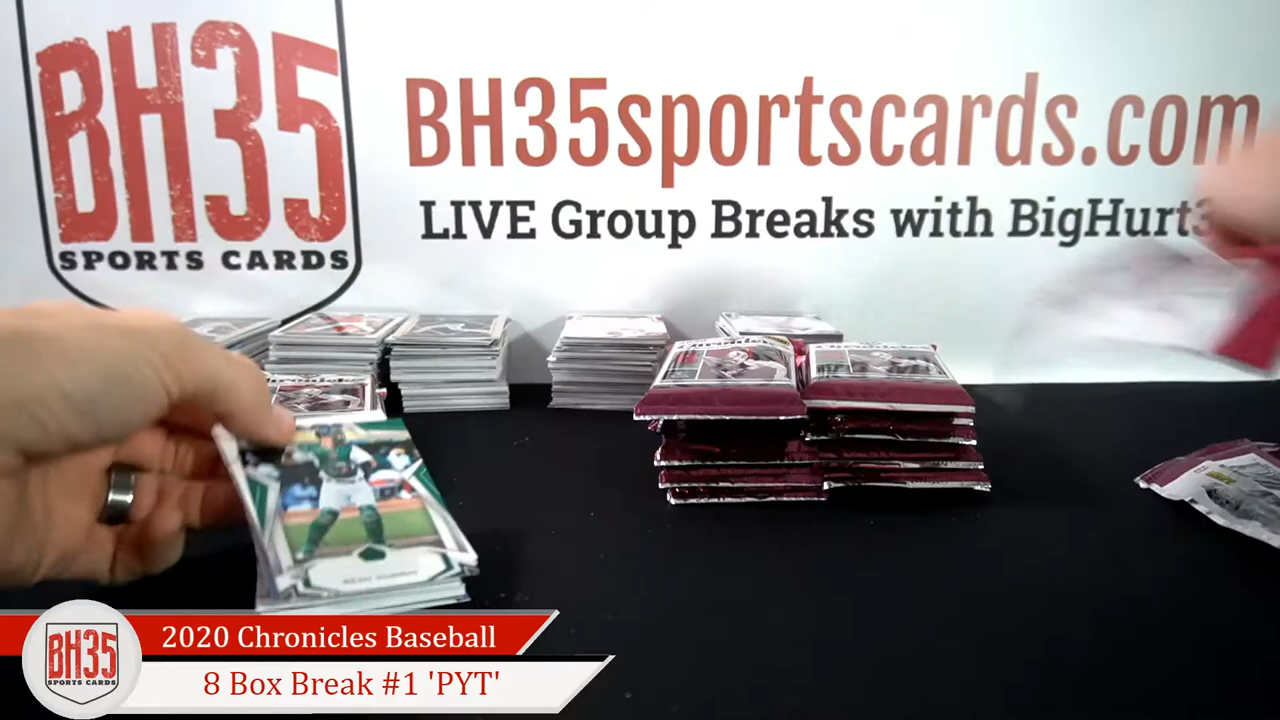 BH35
SPORTS CARDS
BH35sportscards.com
LIVE Group Breaks with BigHurt3
BH35
SPORTS CARDS
2020 Chronicles Baseball
8 Box Break #1 'PYT'